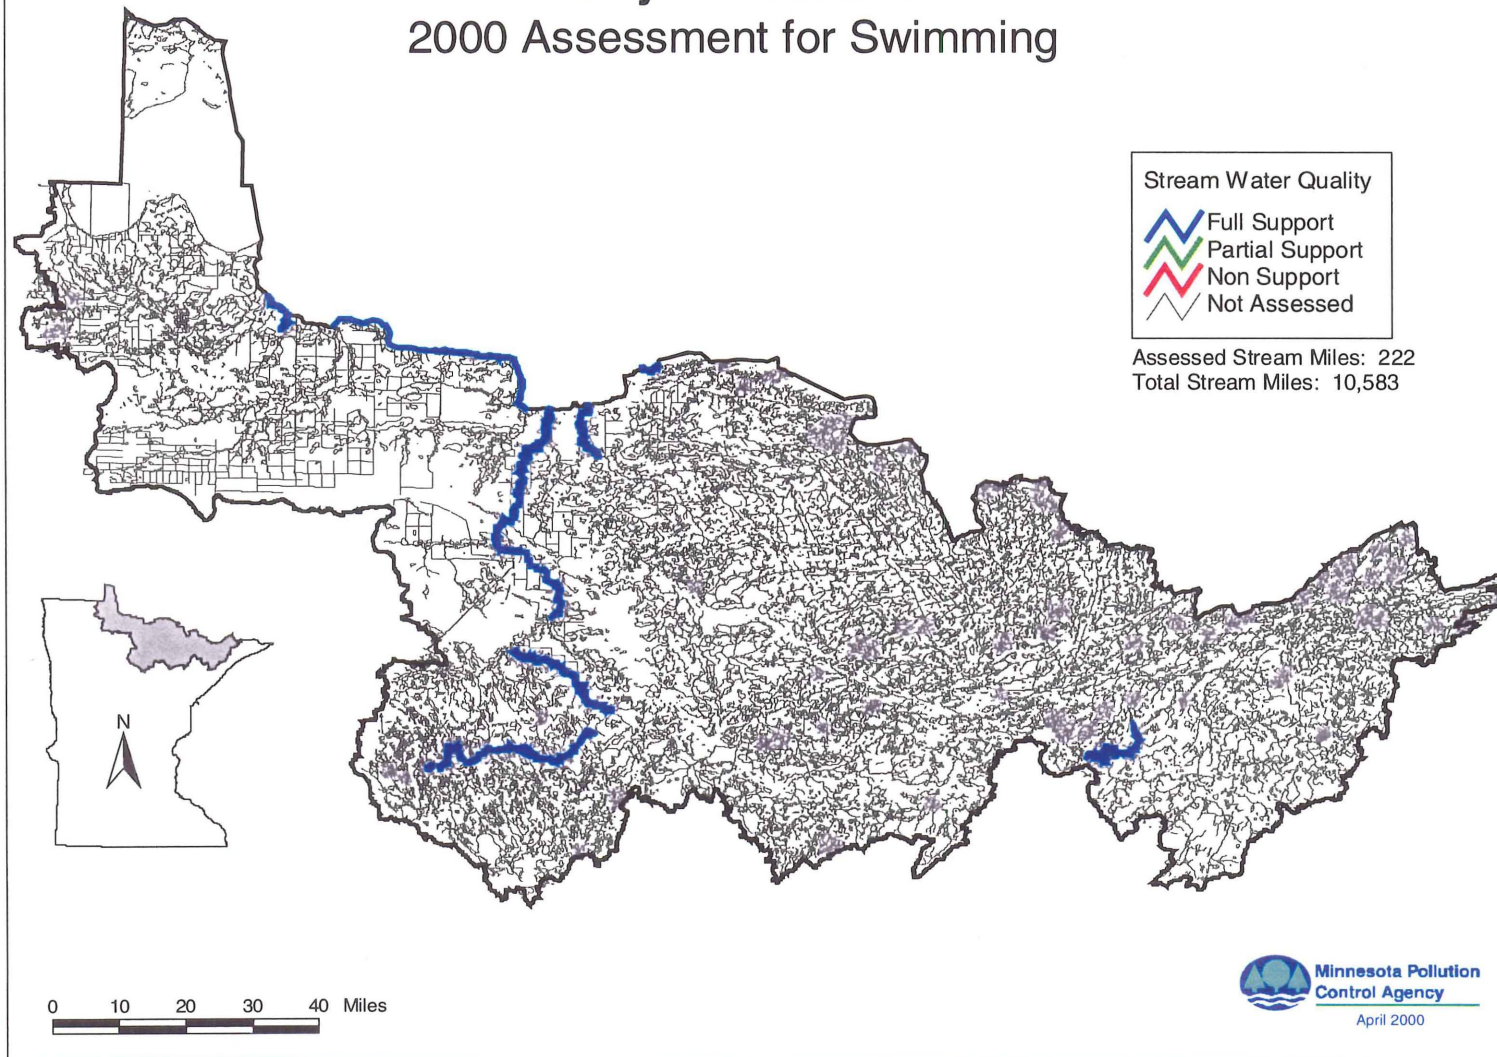 2000 Assessment for Swimming
Stream Water Quality
Full Support
Partial Support
Non Support
Not Assessed
Assessed Stream Miles: 222
Total Stream Miles: 10,583
N
0 10 20 30 40 Miles
Minnesota Pollution
Control Agency
April 2000